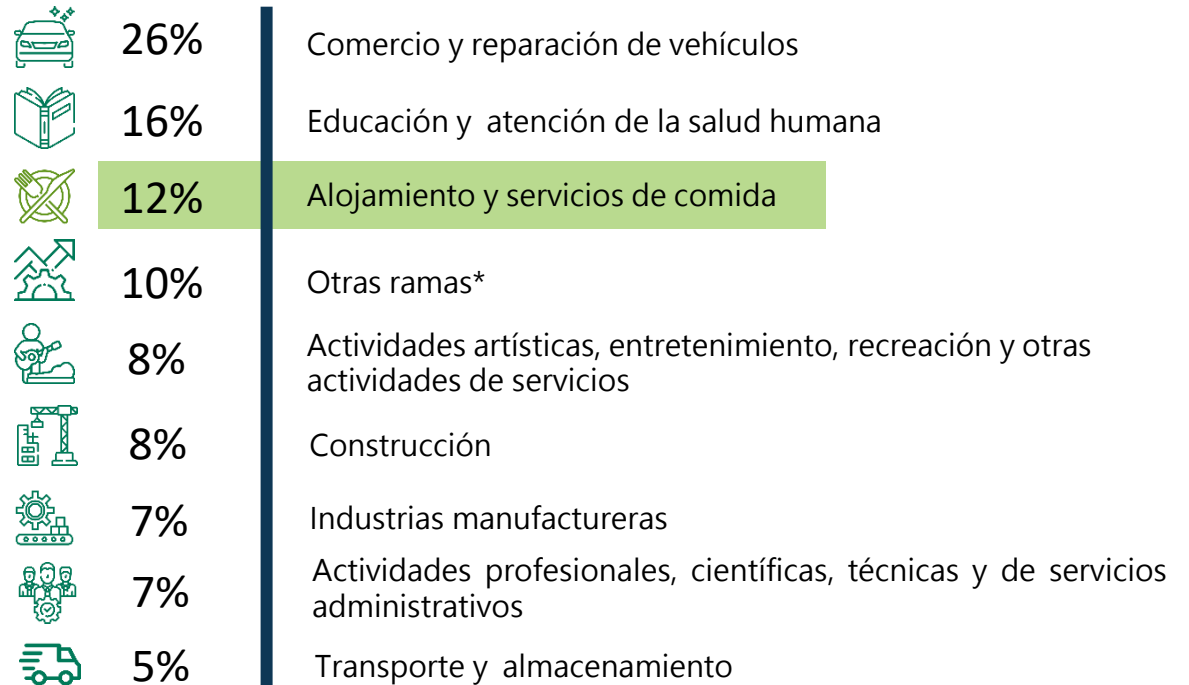 26% Comercio y reparación de vehículos
16% Educación y atención de la salud humana
12% Alojamiento y servicios de comida
10% Otras ramas*
8% Actividades artísticas, entretenimiento, recreación y otras
actividades de servicios
8% Construcción
7% Industrias manufactureras
7% Actividades profesionales, científicas, técnicas y de servicios
administrativos
5% Transporte y almacenamiento